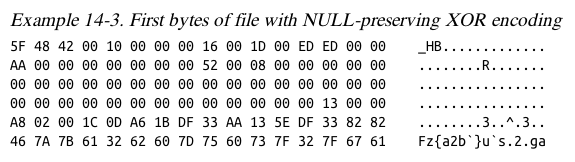 Example 14-3. First bytes of file with NULL-preserving XOR encoding
5F 48 42 00 10 00 00 00 16 00 1D 00 ED ED 00 00 _HB.............
AA 00 00 00 00 00 00 00 52 00 08 00 00 00 00 00 ........R.......
00 00 00 00 00 00 00 00 00 00 00 00 00 00 00 00 ................
00 00 00 00 00 00 00 00 00 00 00 00 00 13 00 00 ................
A8 02 00 1C 0D A6 1B DF 33 AA 13 5E DF 33 82 82 ........3..^.3..
46 7A 7B 61 32 62 60 7D 75 60 73 7F 32 7F 67 61 Fz{a2b`}u`s.2.ga